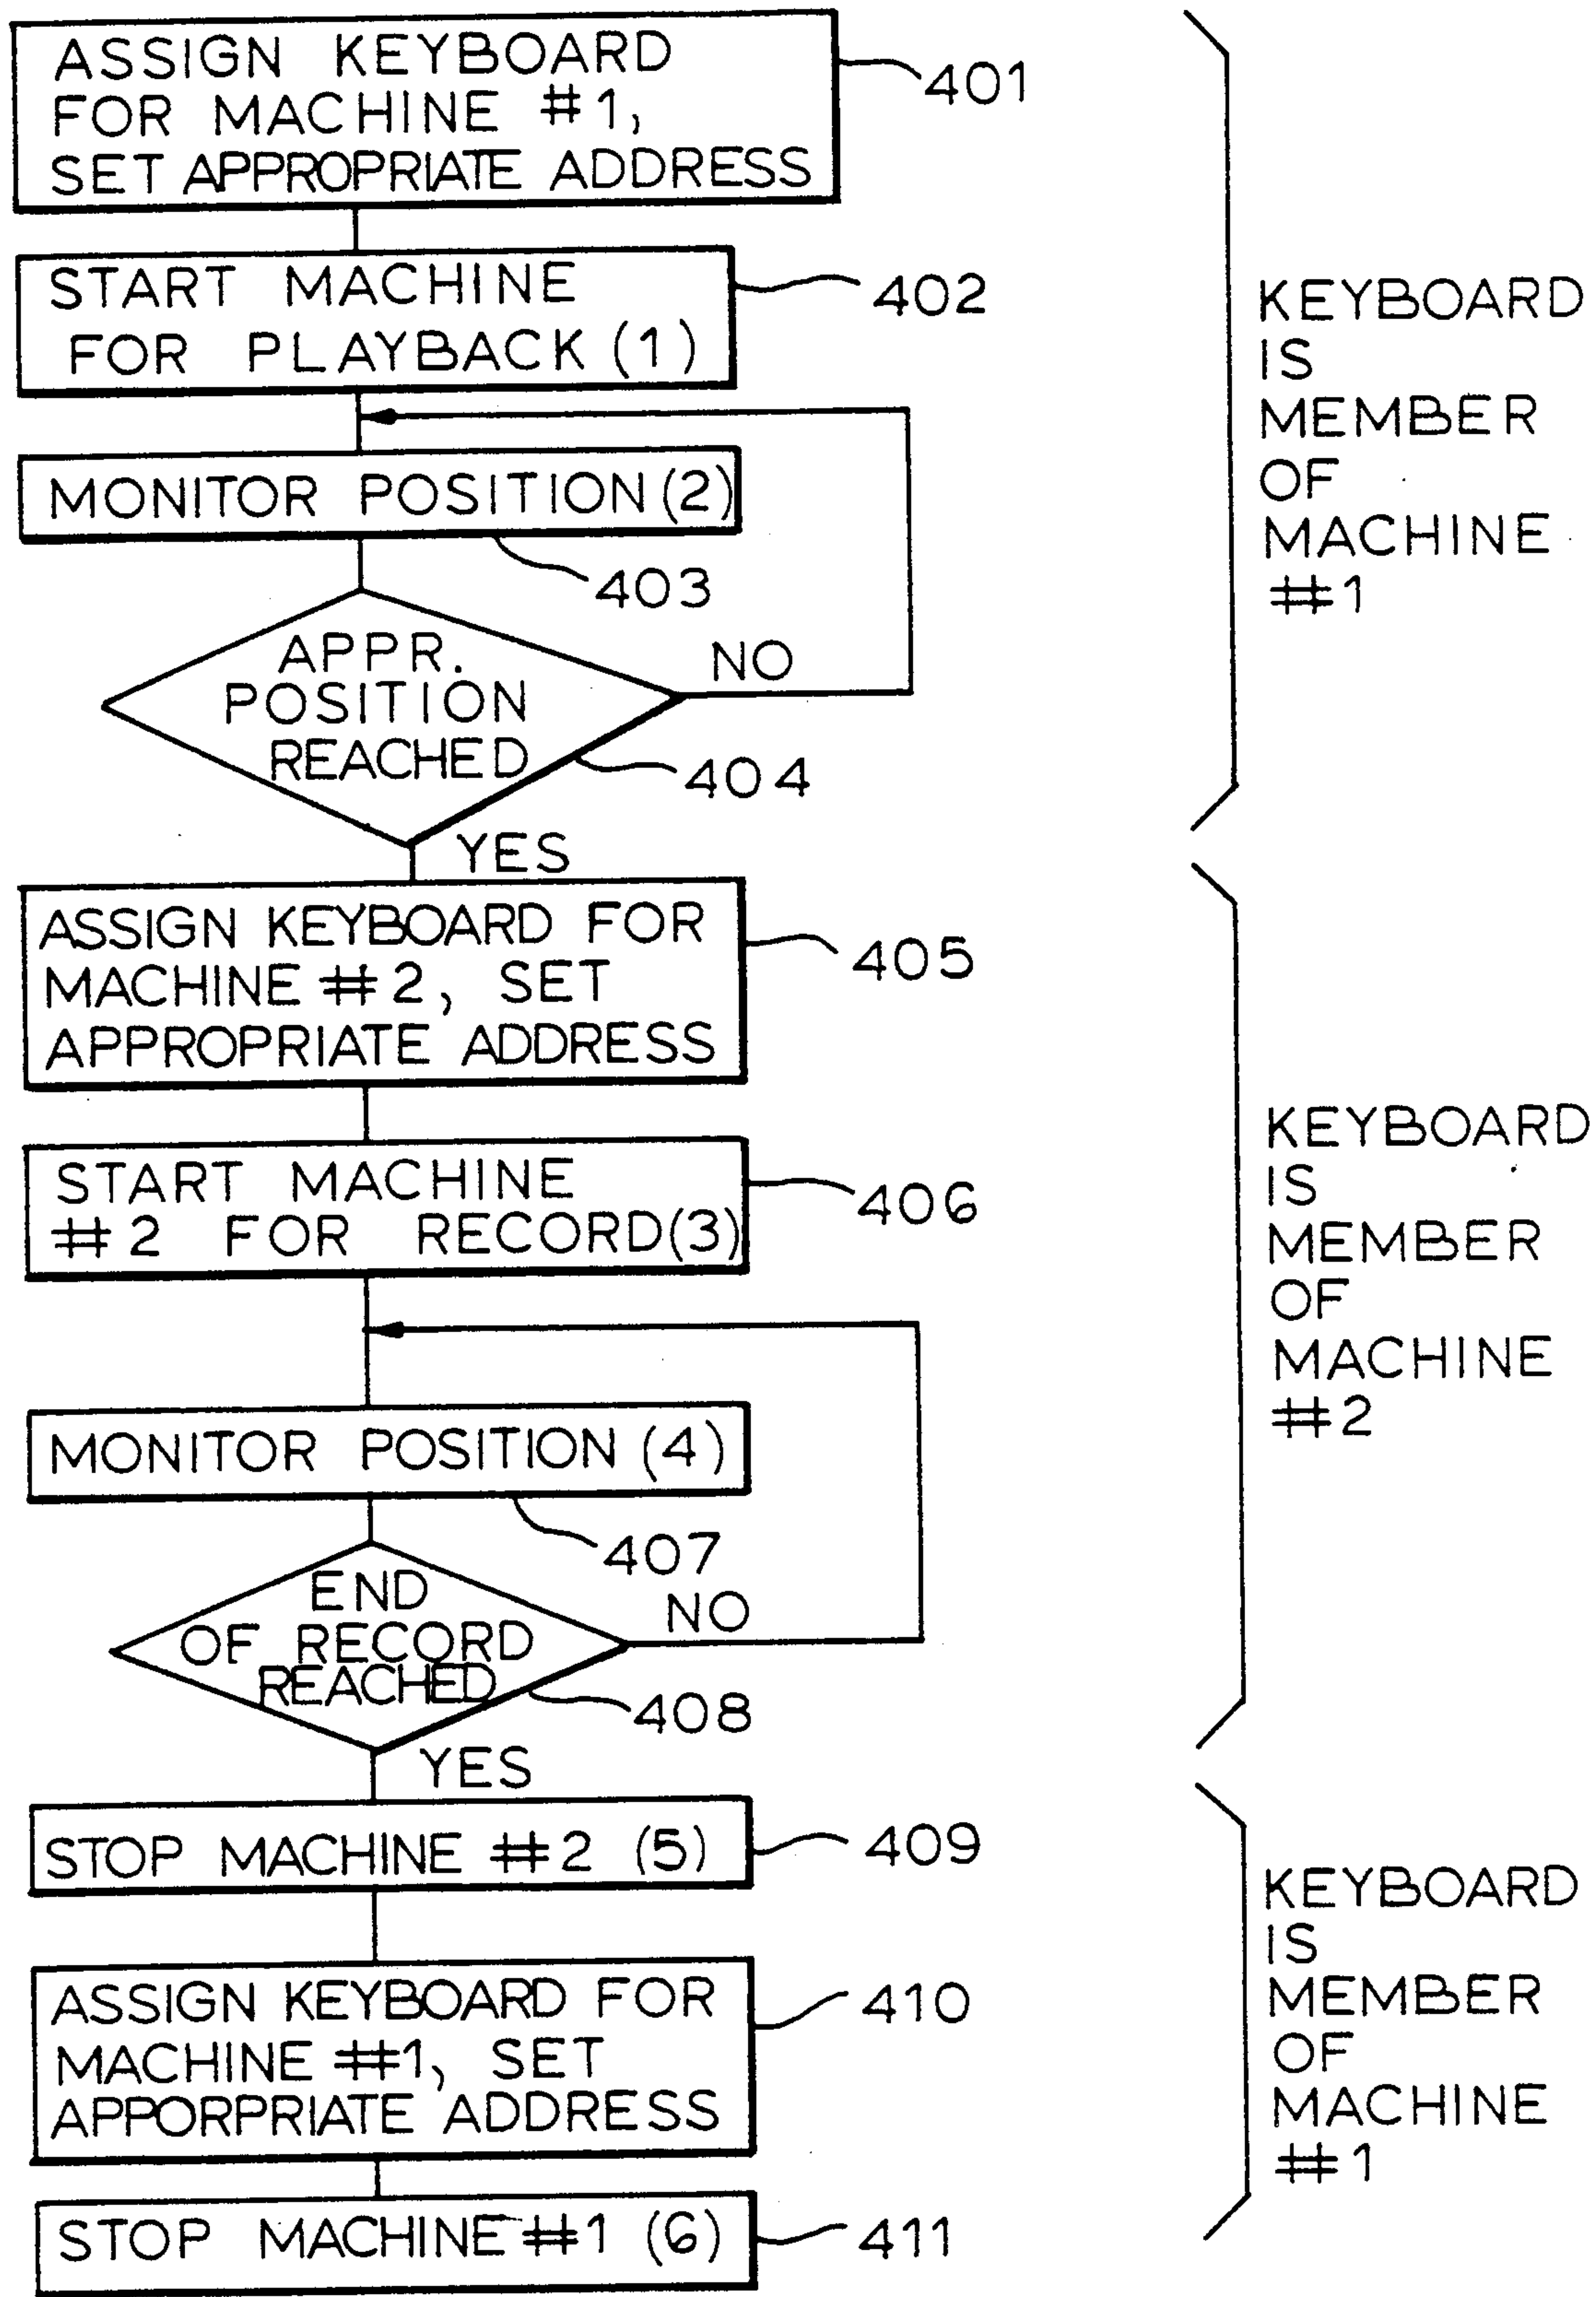 ASSIGN KEYBOARD
FOR MACHINE #1,
SET APPROPRIATE ADDRESS
401
START MACHINE
FOR PLAYBACK (1)
402
MONITOR POSITION (2)
403
APPR.
POSITION
REACHED
NO
404
YES
KEYBOARD
IS
MEMBER
OF
MACHINE
#1
ASSIGN KEYBOARD FOR
MACHINE #2, SET
APPROPRIATE ADDRESS
405
START MACHINE
#2 FOR RECORD (3)
406
MONITOR POSITION (4)
407
END
OF RECORD
REACHED
NO
408
YES
KEYBOARD
IS
MEMBER
OF
MACHINE
#2
STOP MACHINE #2 (5)
409
ASSIGN KEYBOARD FOR
MACHINE #1, SET
APPORPRIATE ADDRESS
410
STOP MACHINE #1 (6)
411
KEYBOARD
IS
MEMBER
OF
MACHINE
#1